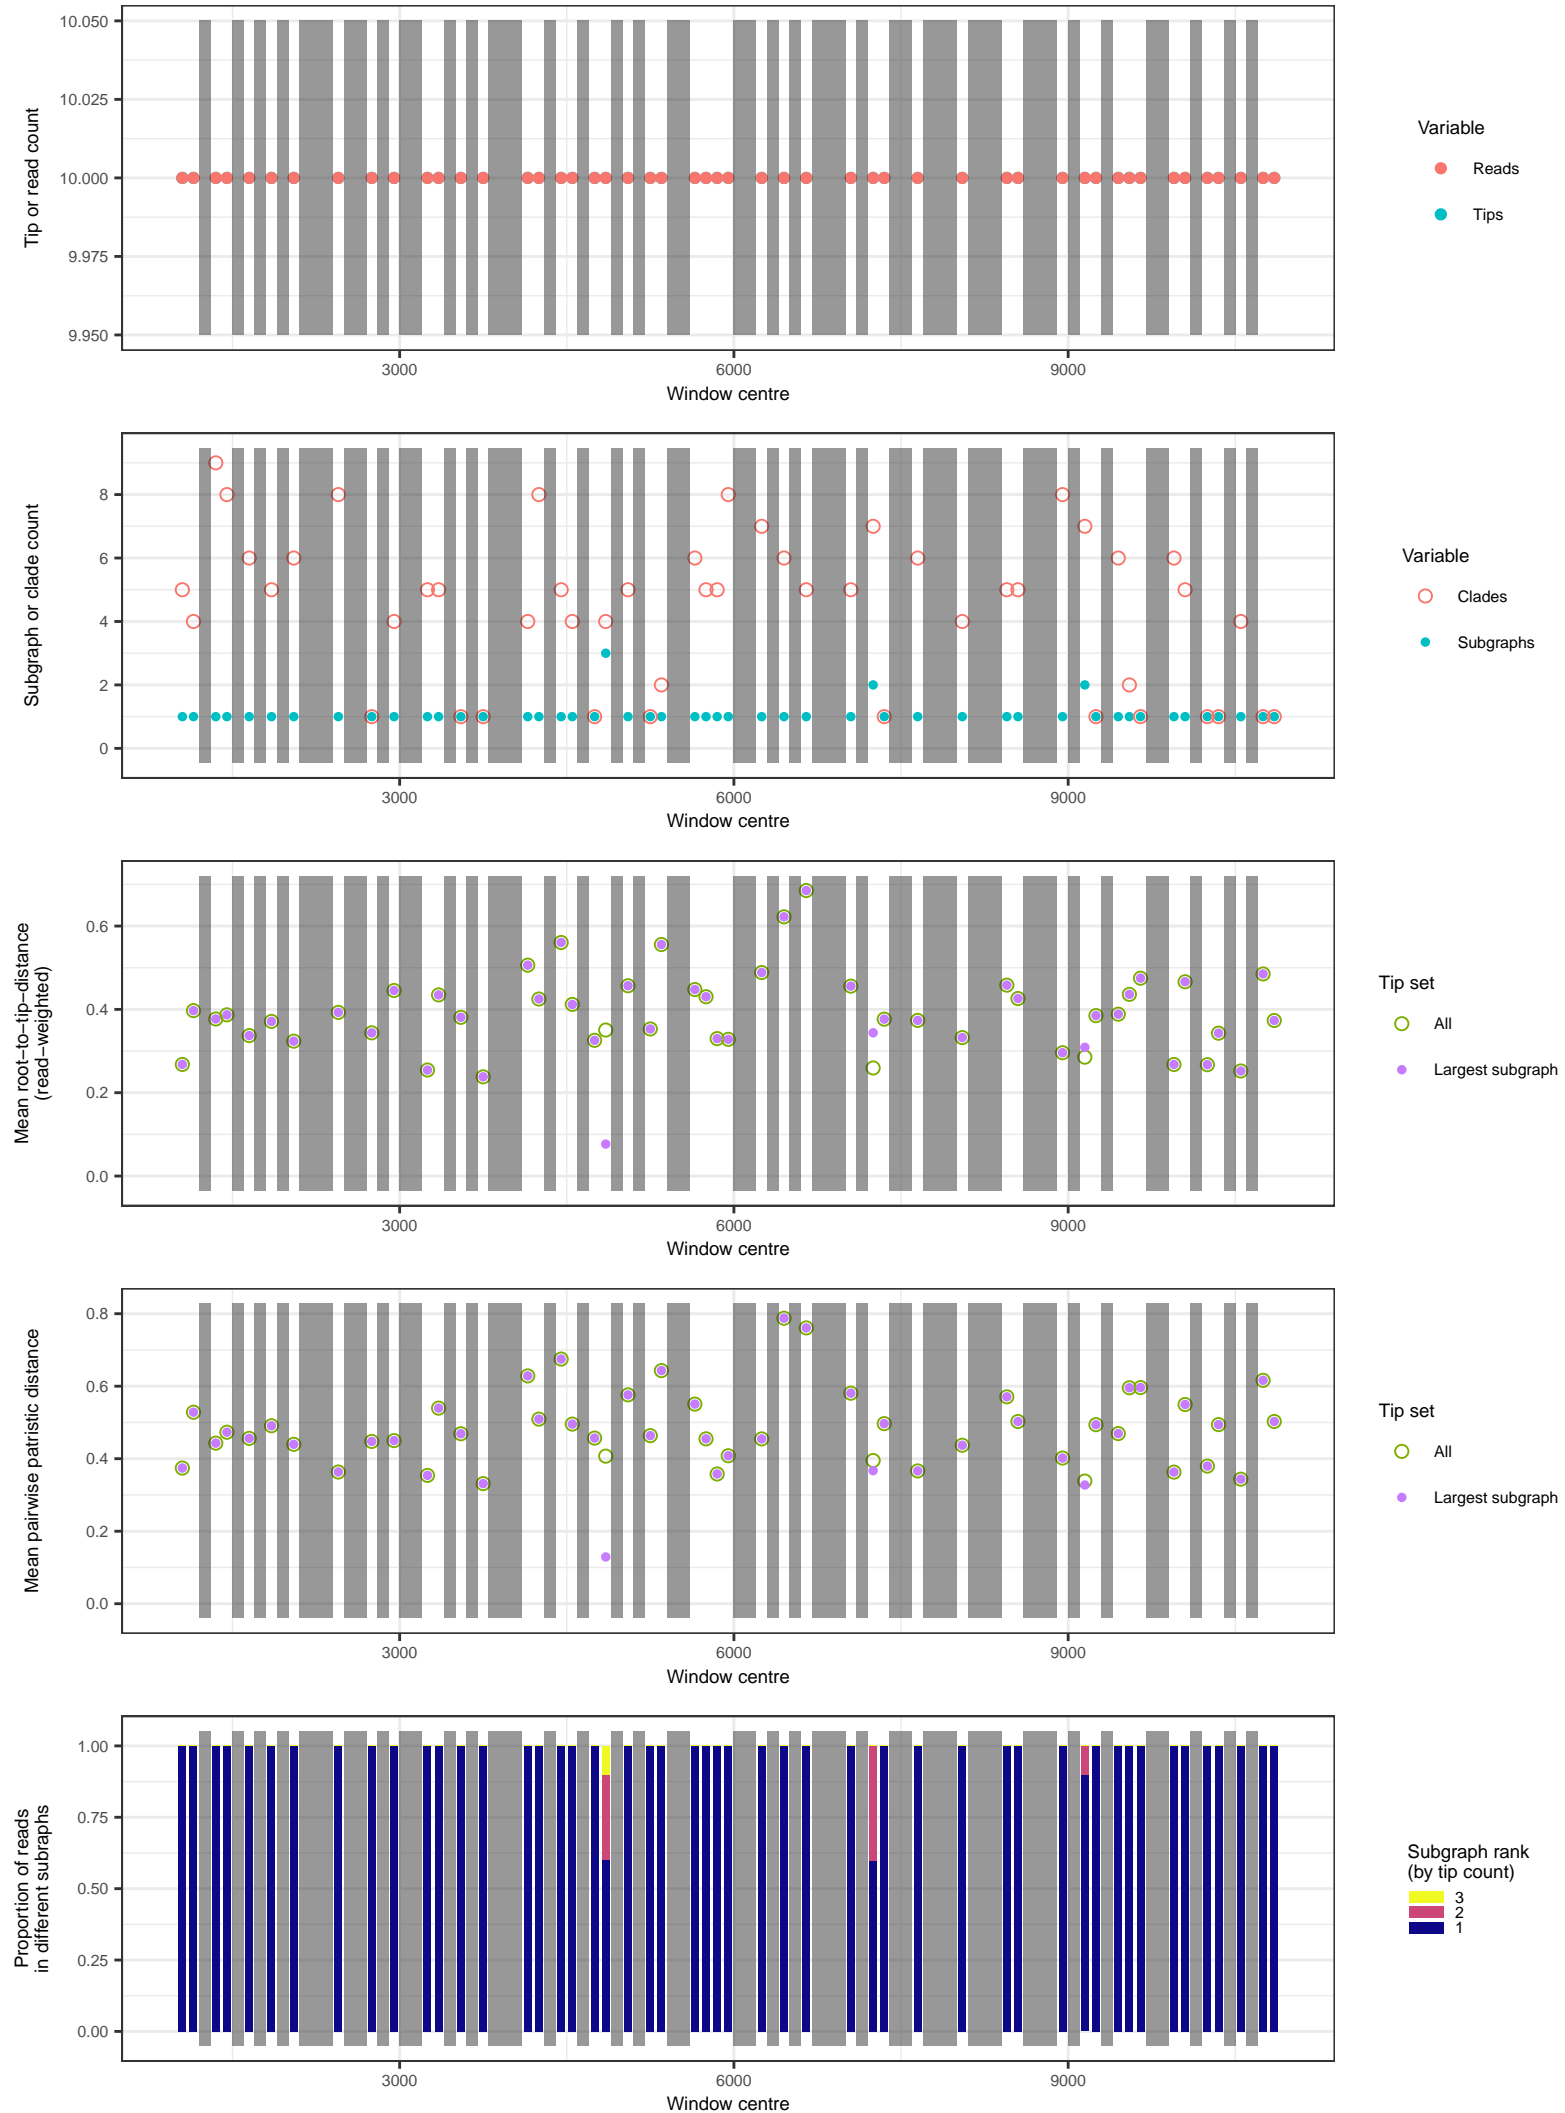 10.050
10.025
10.000
9.975
9.950
Tip or read count
3000 6000 9000
Window centre
Variable
Reads
Tips
8
6
4
2
0
Subgraph or clade count
3000 6000 9000
Window centre
Variable
Clades
Subgraphs
0.6
0.4
0.2
0.0
Mean root−to−tip−distance
(read−weighted)
3000 6000 9000
Window centre
Tip set
All
Largest subgraph
0.8
0.6
0.4
0.2
0.0
Mean pairwise patristic distance
3000 6000 9000
Window centre
Tip set
All
Largest subgraph
1.00
0.75
0.50
0.25
0.00
Proportion of reads
in different subraphs
3000 6000 9000
Window centre
Subgraph rank
(by tip count)
3
2
1